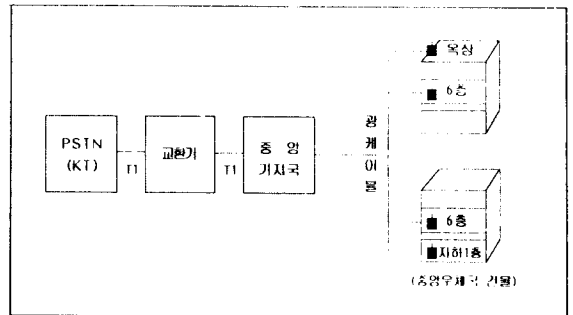 PSTN
(KT)
T1
교환기
T1
중 앙
기지국
광
케
이
블
옥상
6층
6층
지하1층
(중앙우체국 건물)